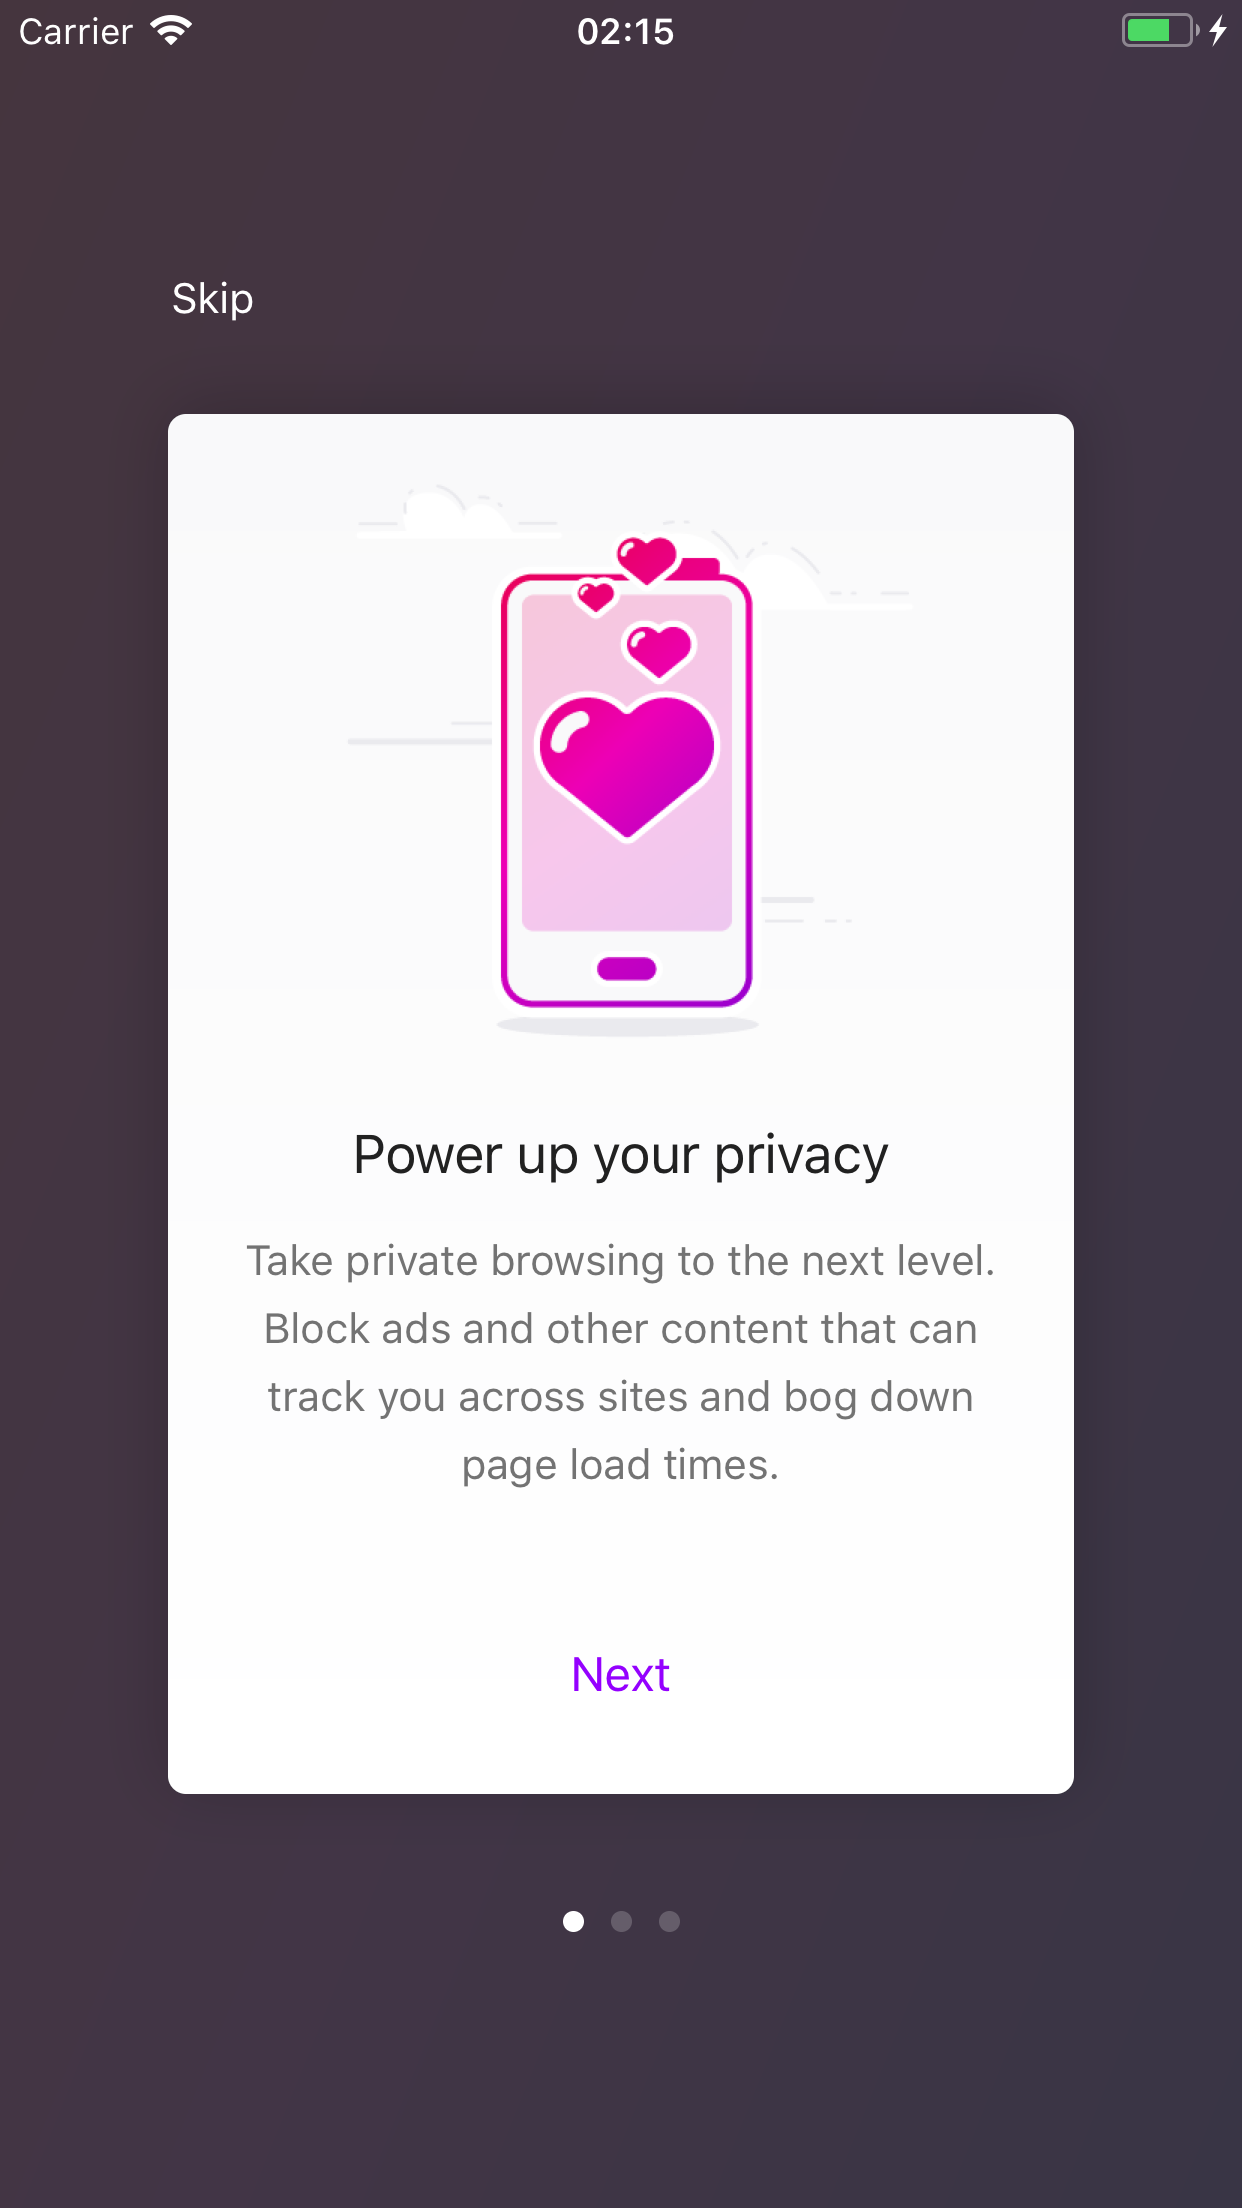 Carrier 02:15
Skip
Power up your privacy
Take private browsing to the next level.
Block ads and other content that can
track you across sites and bog down
page load times.
Next